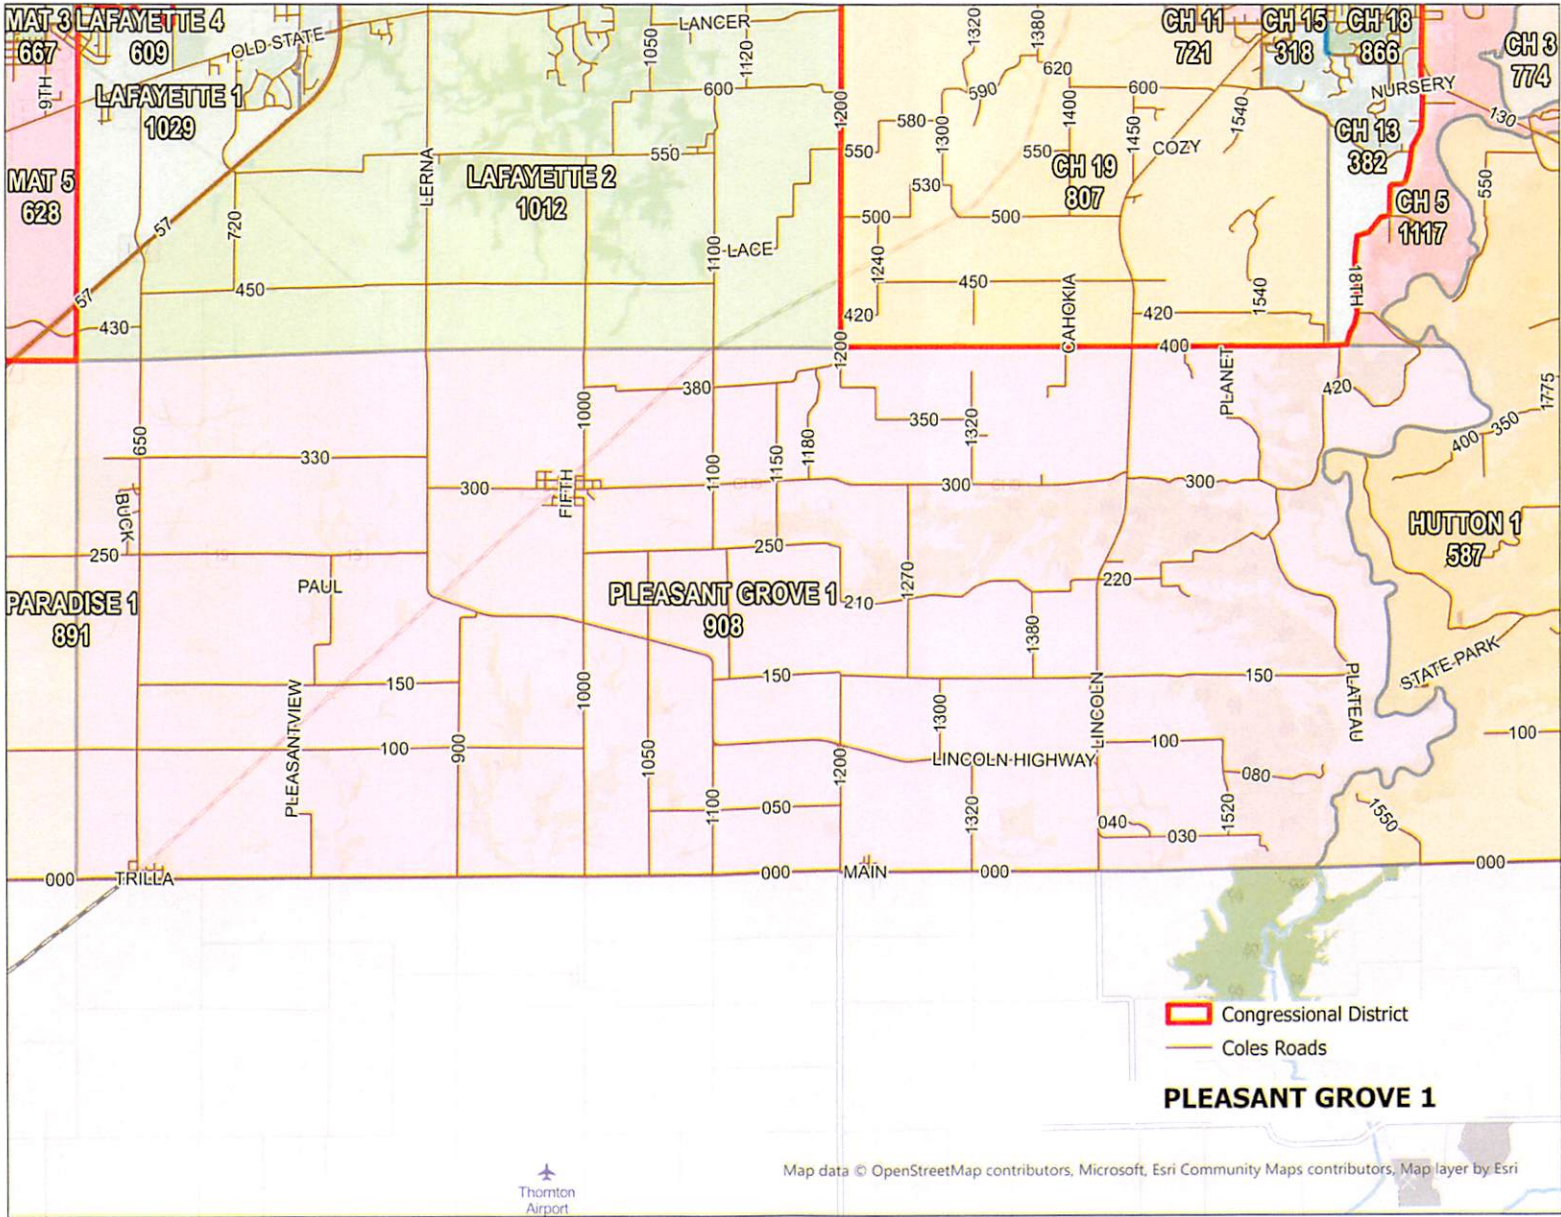 MAT 3
667
LAFAYETTE 4
609
OLD STATE
9TH
LAFAYETTE 1
1029
LANCER
1050
1120
600
1320
1380
620
590
CH 11
721
CH 15
318
CH 18
866
CH 3
774
NURSERY
130
1200
580
1300
1400
600
1450
1540
COZY
CH 13
382
MAT 5
628
57
720
LERNA
550
LAFAYETTE 2
1012
550
530
550
CH 19
807
550
CH 5
1117
500
500
1100
LACE
1240
450
57
430
450
CAHOKIA
1540
18TH
420
420
1200
400
PLANET
420
1775
380
1000
350
1320
350
400
650
330
1150
1180
1100
300
FIFTH
300
300
BUCK
250
250
PAUL
1270
HUTTON 1
587
PARADISE 1
891
PLEASANT GROVE 1
908
210
220
1380
STATE PARK
150
150
150
1000
PLEASANT VIEW
LINCOLN
PLATEAU
1300
100
900
1050
1200
100
100
LINCOLN HIGHWAY
080
1100
050
1320
1520
040
030
1550
000
TRILLA
000
MAIN
000
000
Congressional District
Coles Roads
PLEASANT GROVE 1
Map data © OpenStreetMap contributors, Microsoft, Esri Community Maps contributors, Map layer by Esri
Thornton
Airport